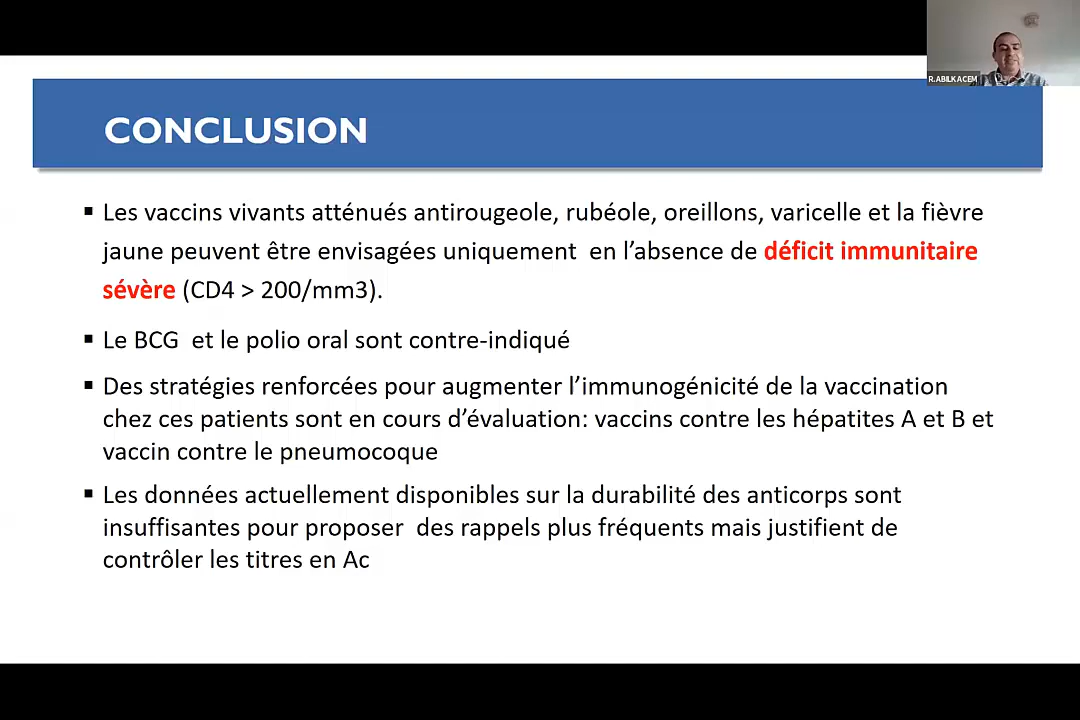 R.ABILKACEM
CONCLUSION
▪ Les vaccins vivants atténués antirougeole, rubéole, oreillons, varicelle et la fièvre
jaune peuvent être envisagées uniquement en l’absence de déficit immunitaire
sévère (CD4 > 200/mm3).
▪ Le BCG et le polio oral sont contre-indiqué
▪ Des stratégies renforcées pour augmenter l’immunogénicité de la vaccination
chez ces patients sont en cours d’évaluation: vaccins contre les hépatites A et B et
vaccin contre le pneumocoque
▪ Les données actuellement disponibles sur la durabilité des anticorps sont
insuffisantes pour proposer des rappels plus fréquents mais justifient de
contrôler les titres en Ac